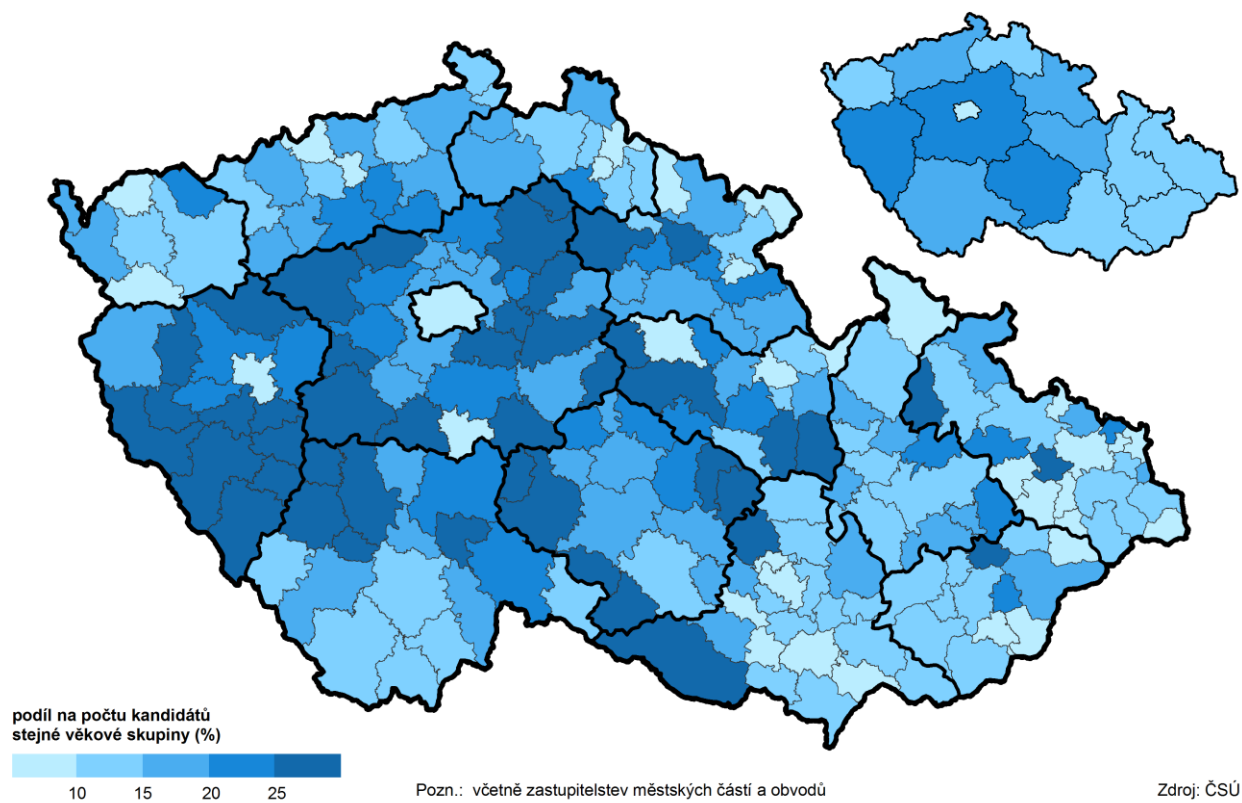 podíl na počtu kandidátů
stejné věkové skupiny (%)
10 15 20 25
Pozn.: včetně zastupitelstev městských částí a obvodů
Zdroj: ČSÚ